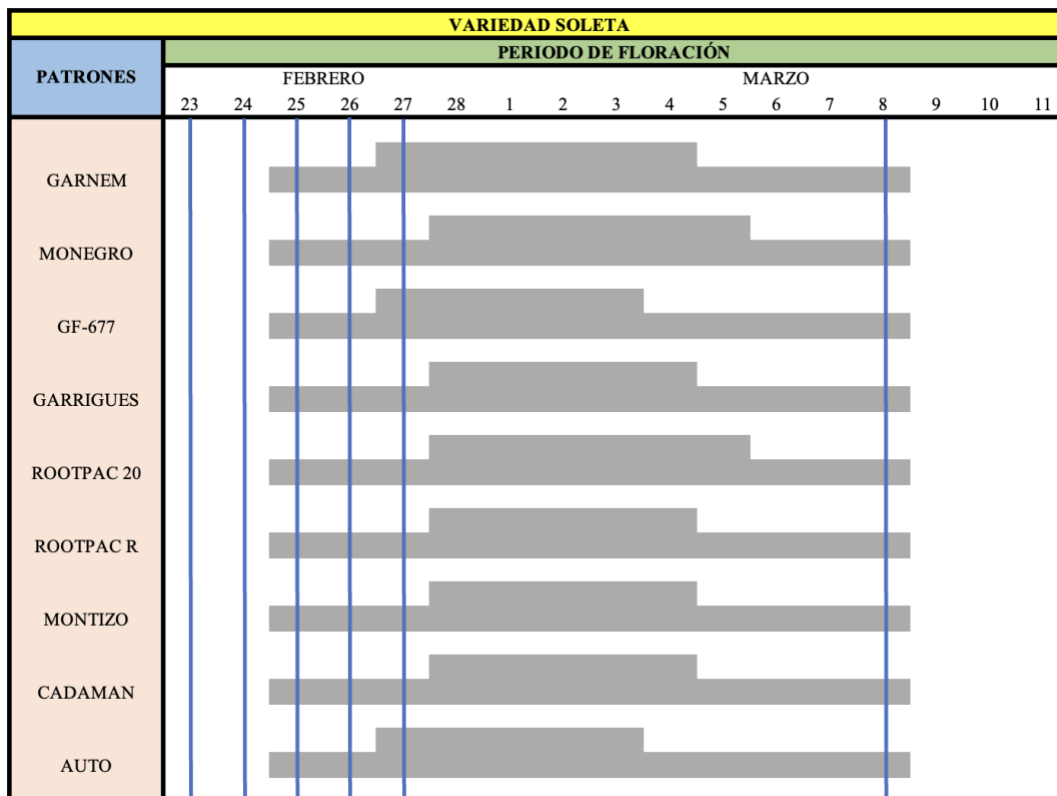 VARIEDAD SOLETA
PERIODO DE FLORACIÓN
PATRONES
FEBRERO MARZO
23 24 25 26 27 28 1 2 3 4 5 6 7 8 9 10 11
GARNEM
MONEGRO
GF-677
GARRIGUES
ROOTPAC 20
ROOTPAC R
MONTIZO
CADAMAN
AUTO